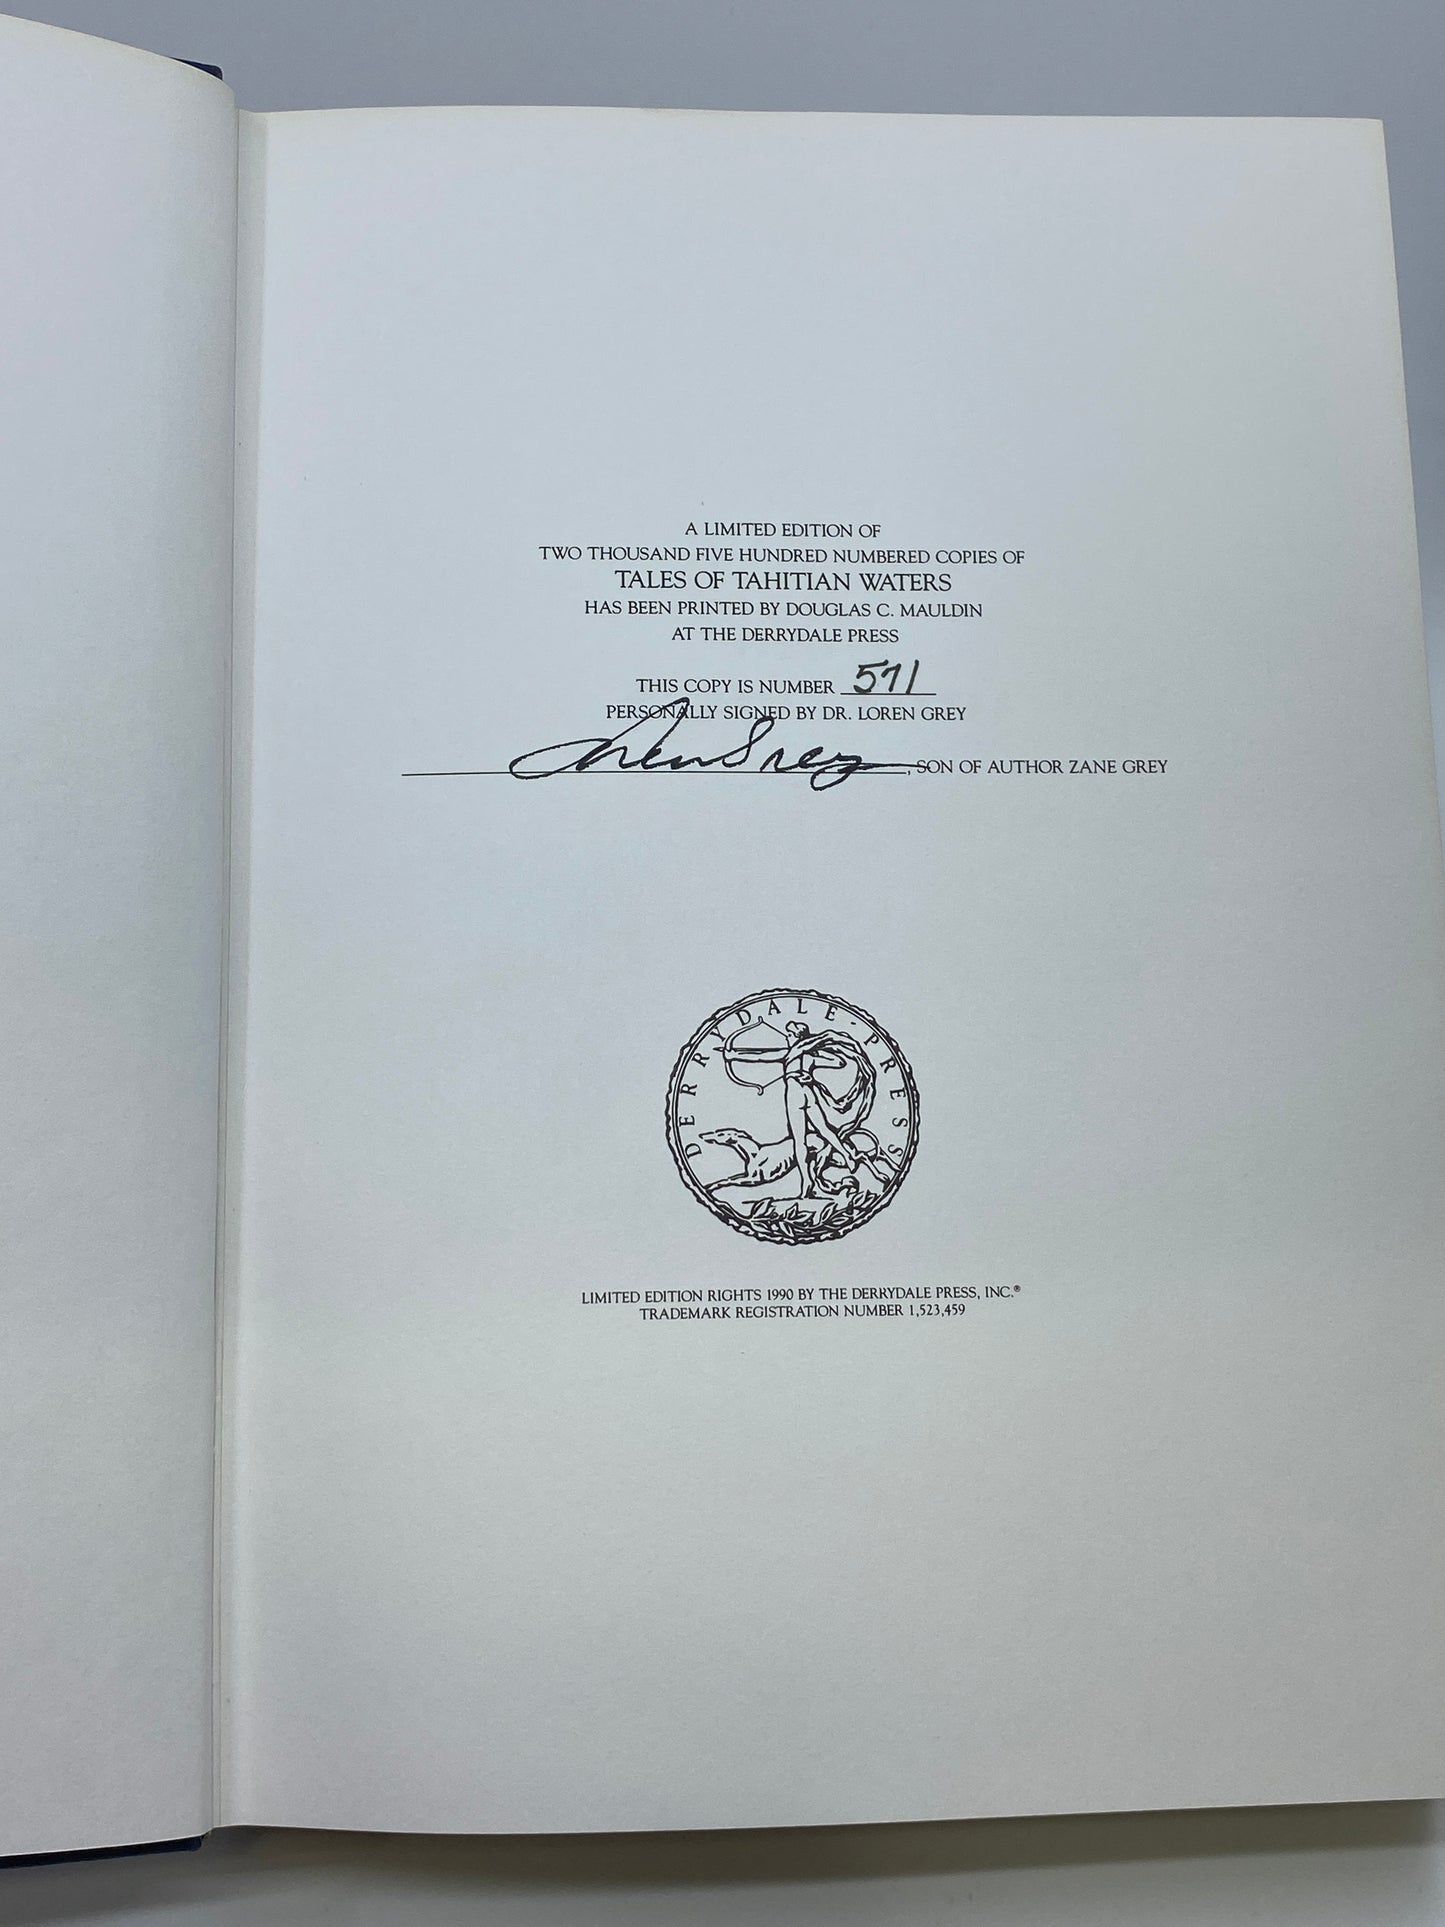 A LIMITED EDITION OF
TWO THOUSAND FIVE HUNDRED NUMBERED COPIES OF
TALES OF TAHITIAN WATERS
HAS BEEN PRINTED BY DOUGLAS C. MAULDIN
AT THE DERRYDALE PRESS
THIS COPY IS NUMBER 571
PERSONALLY SIGNED BY DR. LOREN GREY
Loren Grey, SON OF AUTHOR ZANE GREY
DERRYDALE-PRESS
LIMITED EDITION RIGHTS 1990 BY THE DERRYDALE PRESS, INC.®
TRADEMARK REGISTRATION NUMBER 1,523,459